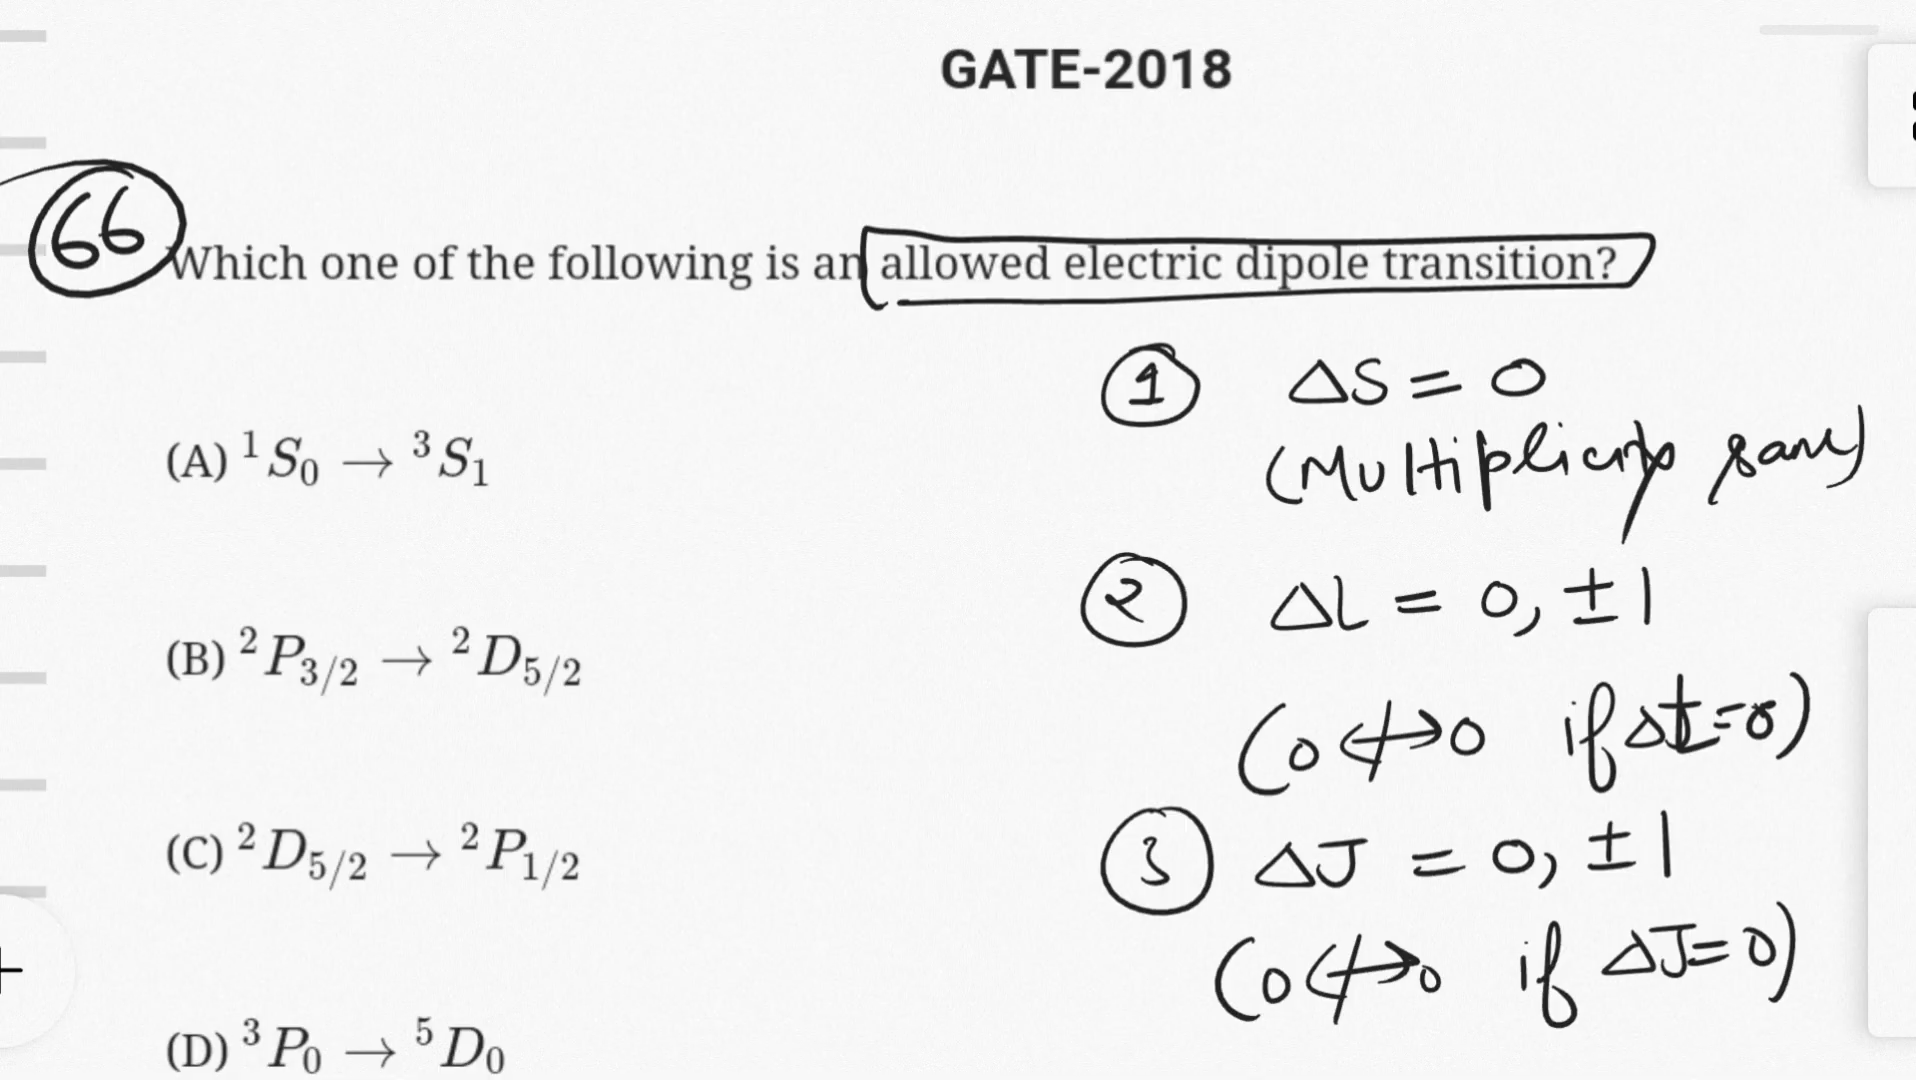 GATE-2018
66 Which one of the following is an allowed electric dipole transition?
① ΔS = 0
(Multiplicity same)
(A) ¹S₀ → ³S₁
② ΔL = 0, ±1
(B) ²P₃/₂ → ²D₅/₂
(0 ↮ 0 if ΔL=0)
(C) ²D₅/₂ → ²P₁/₂
③ ΔJ = 0, ±1
(0 ↮ 0 if ΔJ=0)
(D) ³P₀ → ⁵D₀